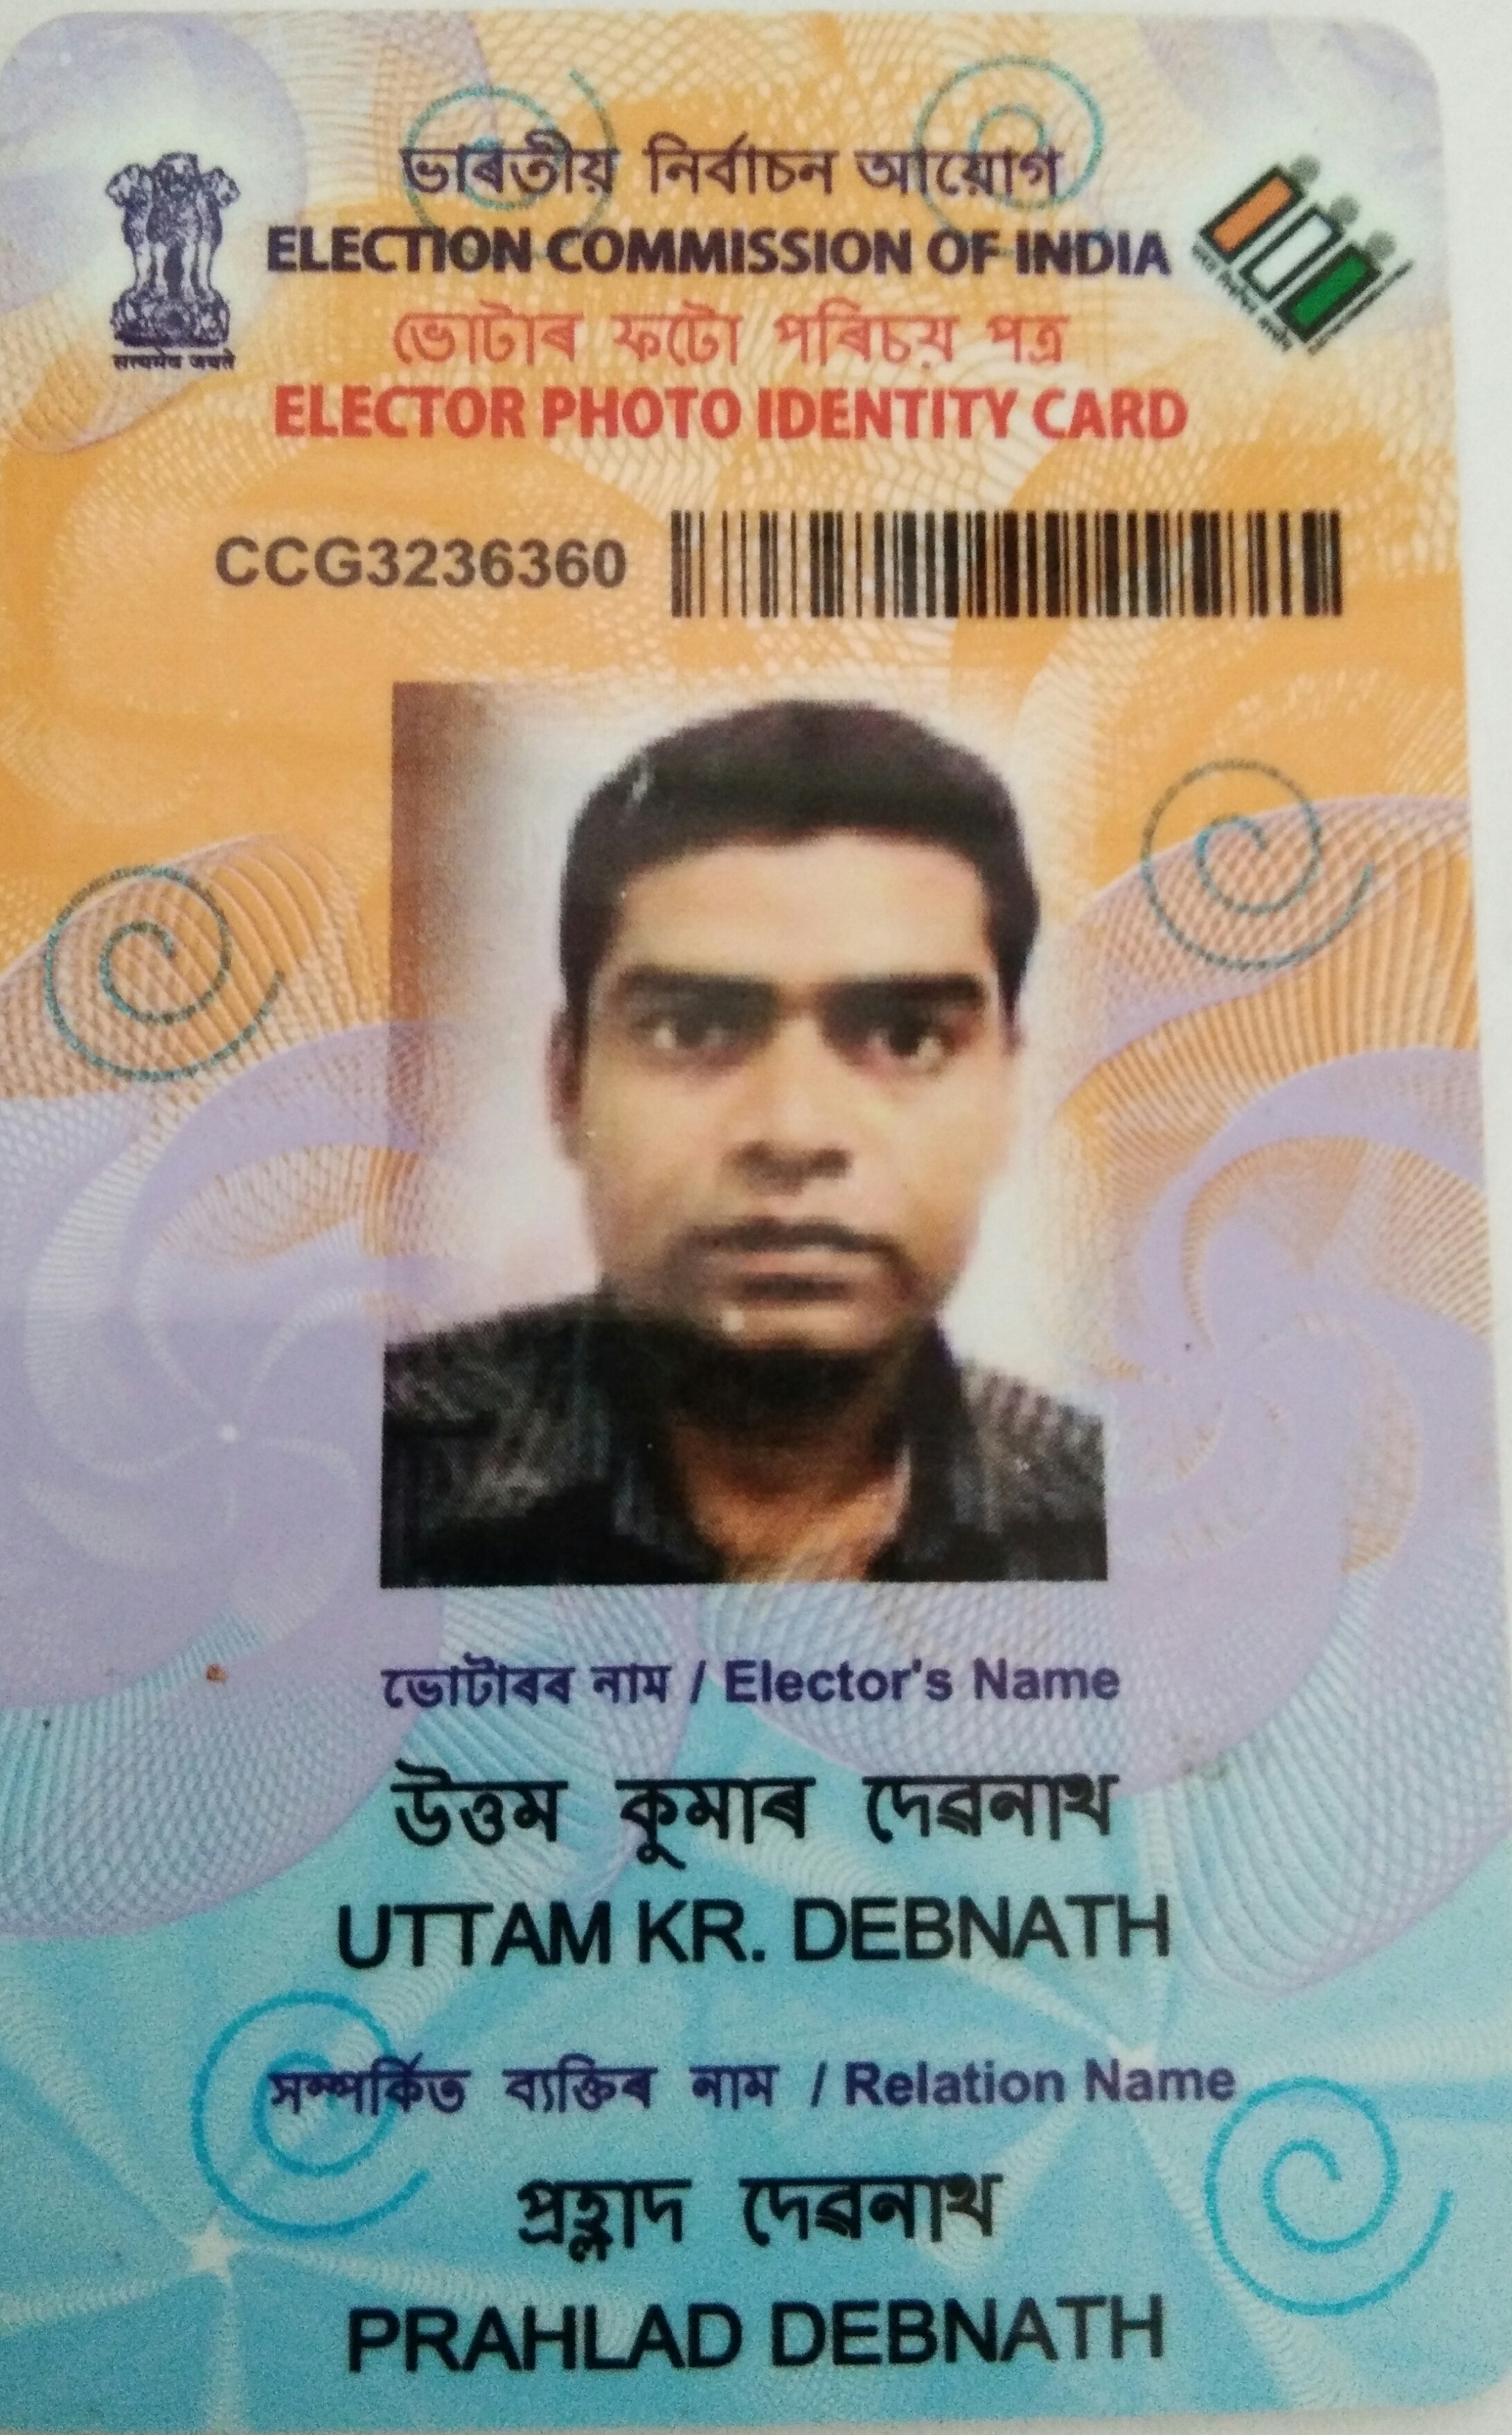 ভাৰতীয় নিৰ্বাচন আয়োগ
ELECTION COMMISSION OF INDIA
ভোটাৰ ফটো পৰিচয় পত্ৰ
ELECTOR PHOTO IDENTITY CARD
सत्यमेव जयते
CCG3236360
ভোটাৰৰ নাম / Elector's Name
উত্তম কুমাৰ দেৱনাথ
UTTAM KR. DEBNATH
সম্পৰ্কিত ব্যক্তিৰ নাম / Relation Name
প্ৰহ্লাদ দেৱনাথ
PRAHLAD DEBNATH